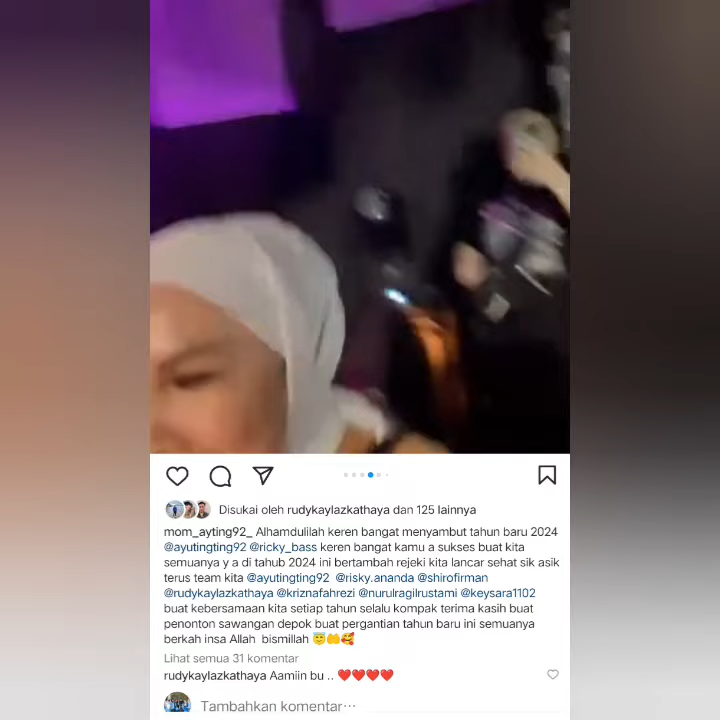 Disukai oleh rudykaylazkathaya dan 125 lainnya
mom_ayting92_ Alhamdulilah keren bangat menyambut tahun baru 2024
@ayutingting92 @ricky_bass keren bangat kamu a sukses buat kita
semuanya y a di tahub 2024 ini bertambah rejeki kita lancar sehat sik asik
terus team kita @ayutingting92 @risky.ananda @shirofirman
@rudykaylazkathaya @kriznafahrezi @nurulragilrustami @keysara1102
buat kebersamaan kita setiap tahun selalu kompak terima kasih buat
penonton sawangan depok buat pergantian tahun baru ini semuanya
berkah insa Allah bismillah 😇🤲🥰
Lihat semua 31 komentar
rudykaylazkathaya Aamiin bu .. ❤️❤️❤️❤️
Tambahkan komentar...